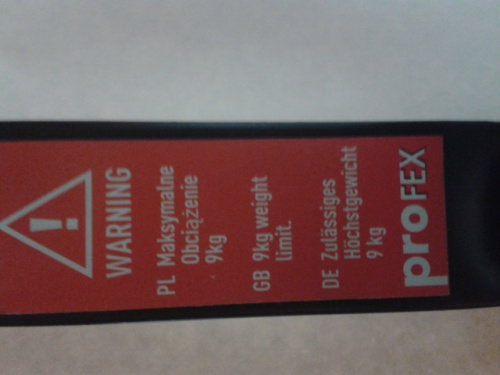 WARNING
PL Maksymalne
Obciążenie
9kg
GB 9kg weight
limit.
DE Zulässiges
Höchstgewicht
9 kg
proFEX